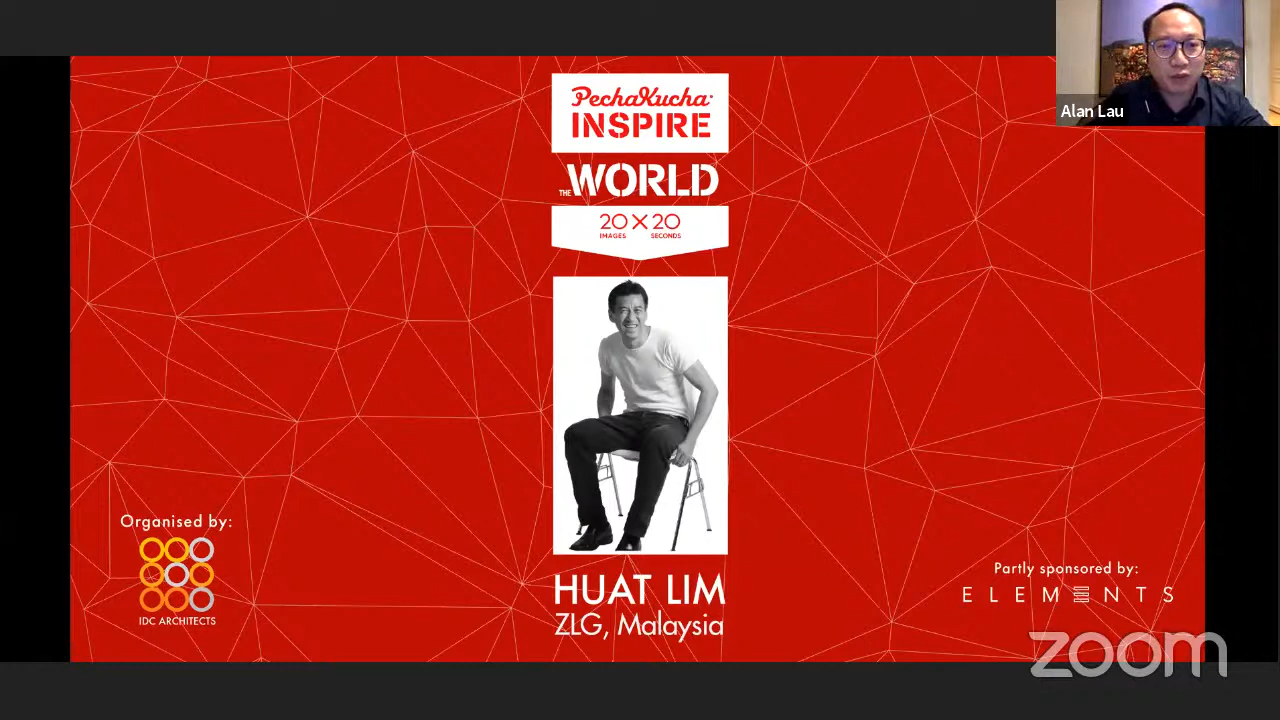 PechaKucha
INSPIRE
THE WORLD
20 X 20
IMAGES SECONDS
Alan Lau
HUAT LIM
ZLG, Malaysia
Organised by:
IDC ARCHITECTS
Partly sponsored by:
ELEMENTS
zoom